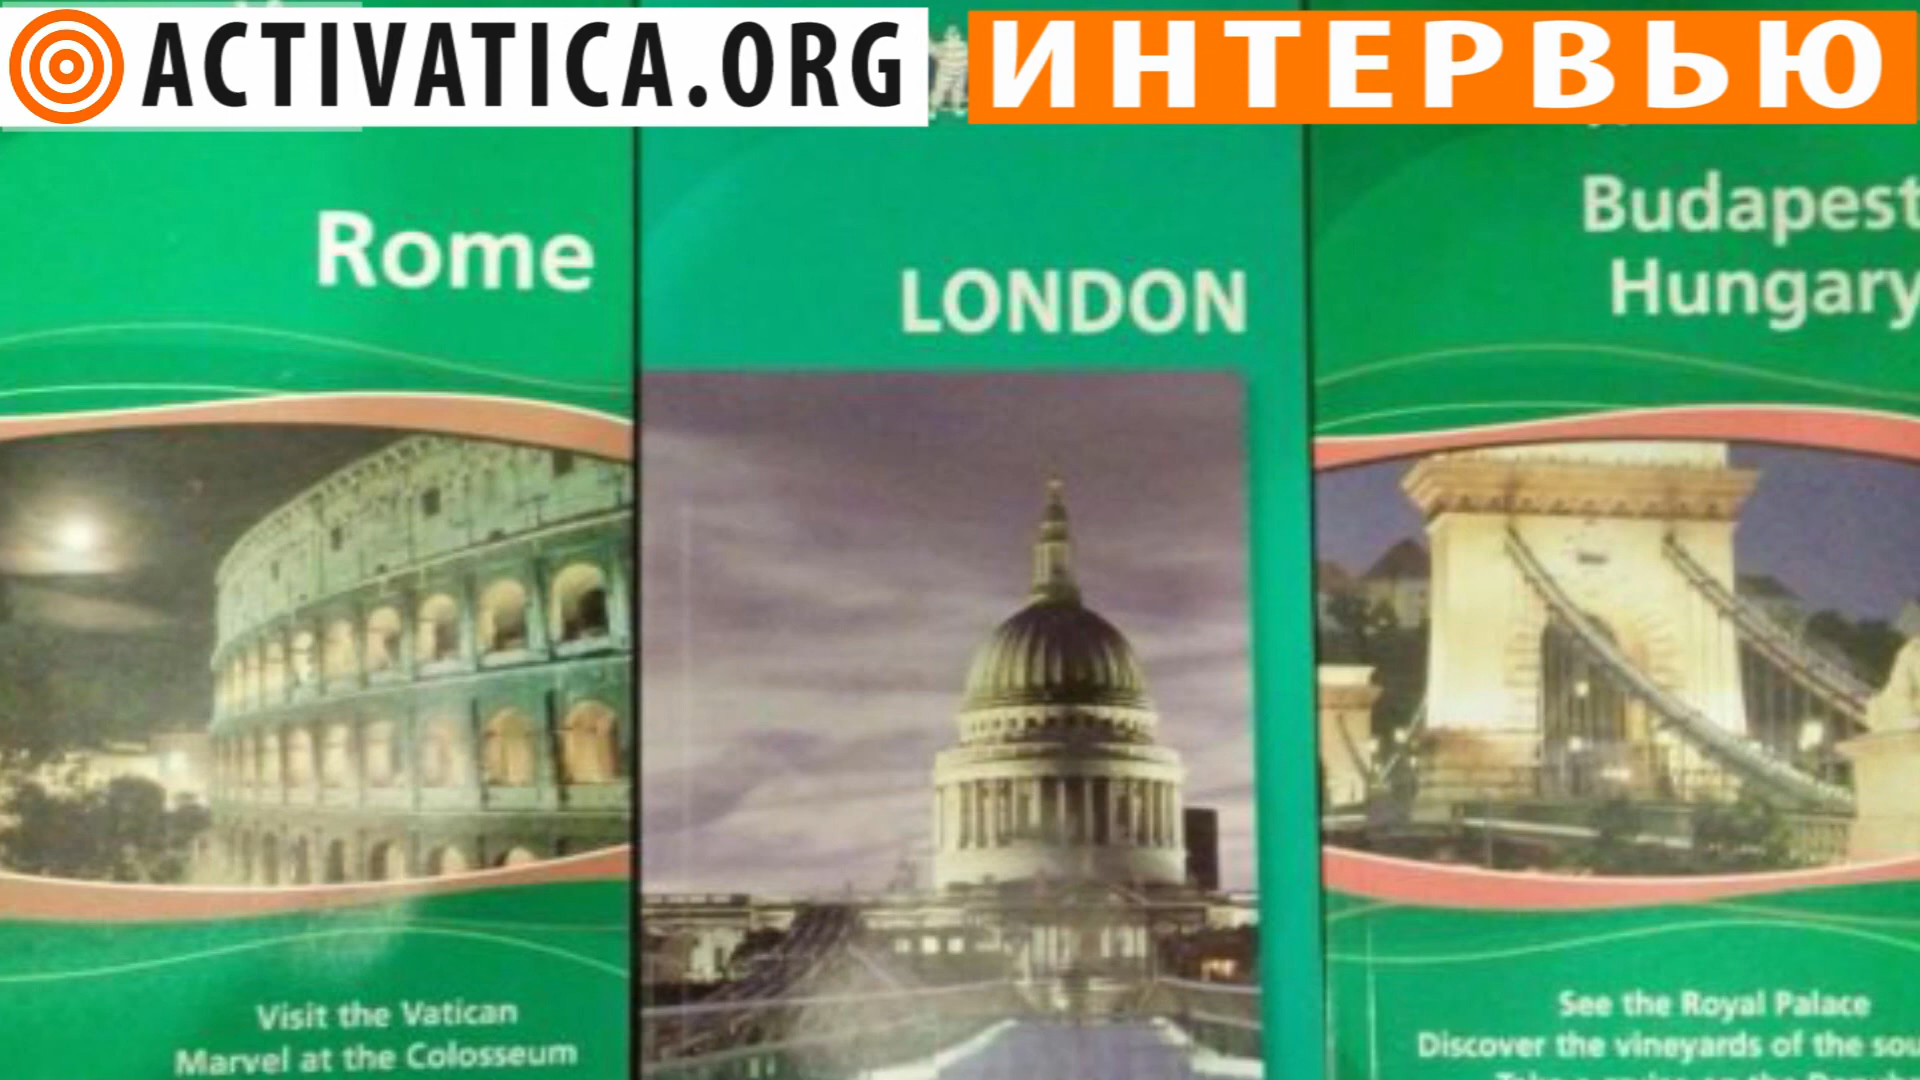 ACTIVATICA.ORG
ИНТЕРВЬЮ
Rome
Visit the Vatican
Marvel at the Colosseum
LONDON
Budapest
Hungary
See the Royal Palace
Discover the vineyards of the sou